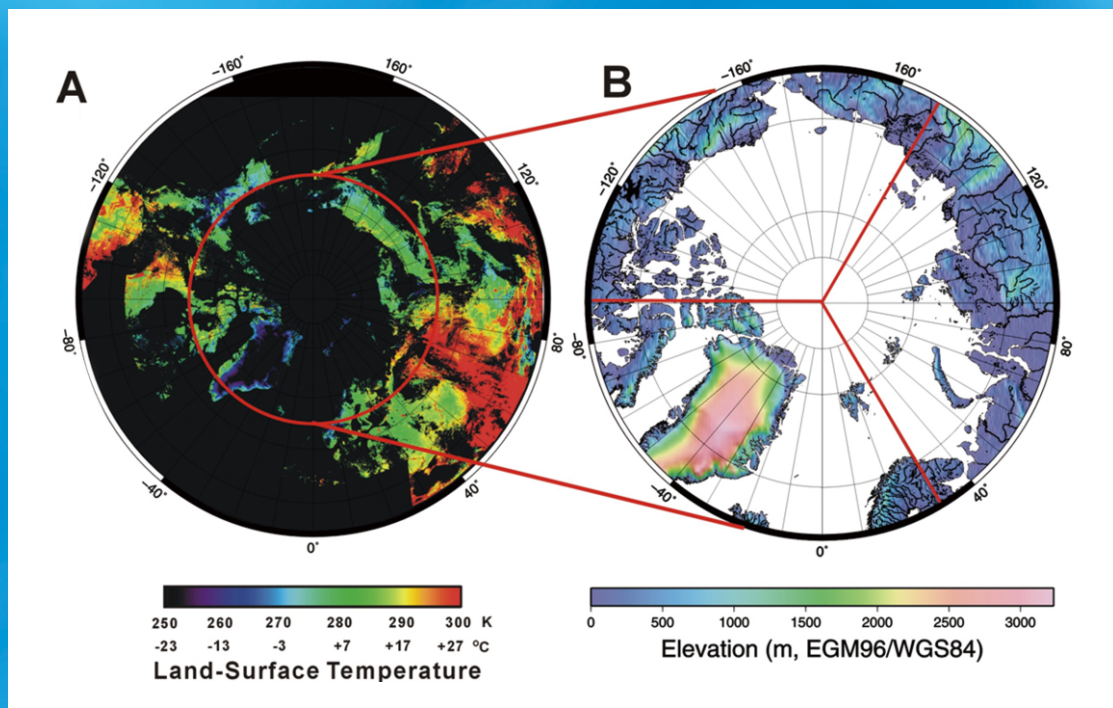 A
B
−160˚
160˚
−120˚
120˚
−80˚
80˚
−40˚
40˚
0˚
−160˚
160˚
−120˚
120˚
80˚
−40˚
40˚
0˚
250 260 270 280 290 300 K
-23 -13 -3 +7 +17 +27 ºC
Land-Surface Temperature
0 500 1000 1500 2000 2500 3000
Elevation (m, EGM96/WGS84)